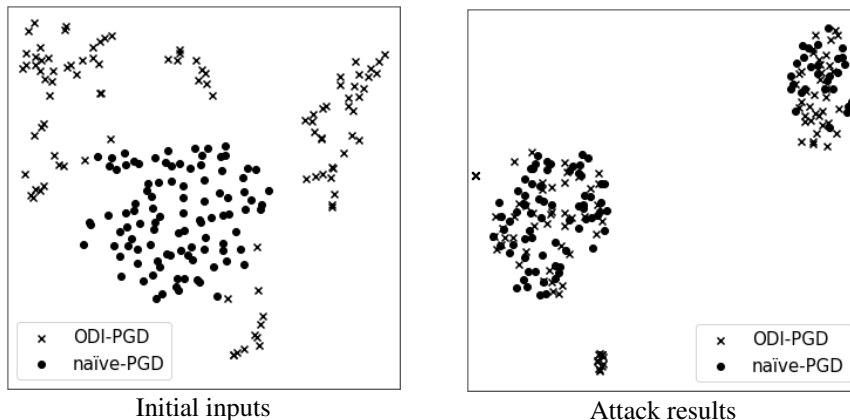 ODI-PGD
naïve-PGD
Initial inputs
ODI-PGD
naïve-PGD
Attack results